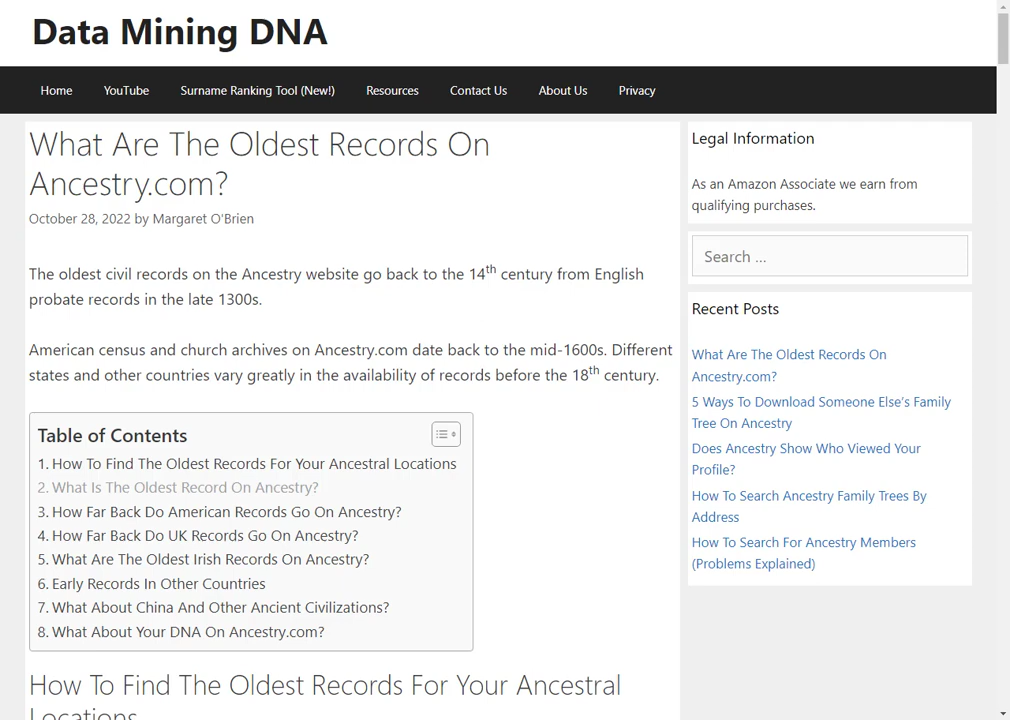 Data Mining DNA
Home YouTube Surname Ranking Tool (New!) Resources Contact Us About Us Privacy
What Are The Oldest Records On
Ancestry.com?
October 28, 2022 by Margaret O'Brien
The oldest civil records on the Ancestry website go back to the 14th century from English
probate records in the late 1300s.
American census and church archives on Ancestry.com date back to the mid-1600s. Different
states and other countries vary greatly in the availability of records before the 18th century.
Table of Contents
1. How To Find The Oldest Records For Your Ancestral Locations
2. What Is The Oldest Record On Ancestry?
3. How Far Back Do American Records Go On Ancestry?
4. How Far Back Do UK Records Go On Ancestry?
5. What Are The Oldest Irish Records On Ancestry?
6. Early Records In Other Countries
7. What About China And Other Ancient Civilizations?
8. What About Your DNA On Ancestry.com?
How To Find The Oldest Records For Your Ancestral
Locations
Legal Information
As an Amazon Associate we earn from
qualifying purchases.
Search ...
Recent Posts
What Are The Oldest Records On
Ancestry.com?
5 Ways To Download Someone Else's Family
Tree On Ancestry
Does Ancestry Show Who Viewed Your
Profile?
How To Search Ancestry Family Trees By
Address
How To Search For Ancestry Members
(Problems Explained)